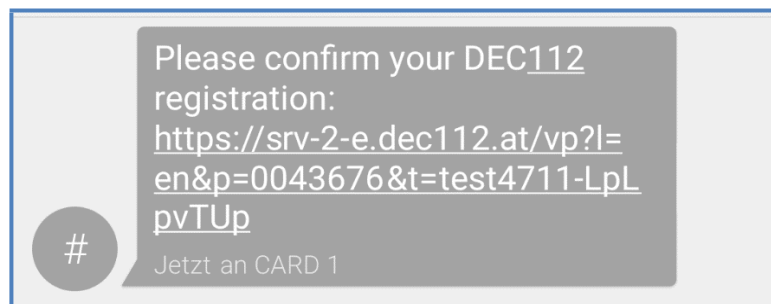 Please confirm your DEC112
registration:
https://srv-2-e.dec112.at/vp?l=
en&p=0043676&t=test4711-LpL
pvTUp
#
Jetzt an CARD 1